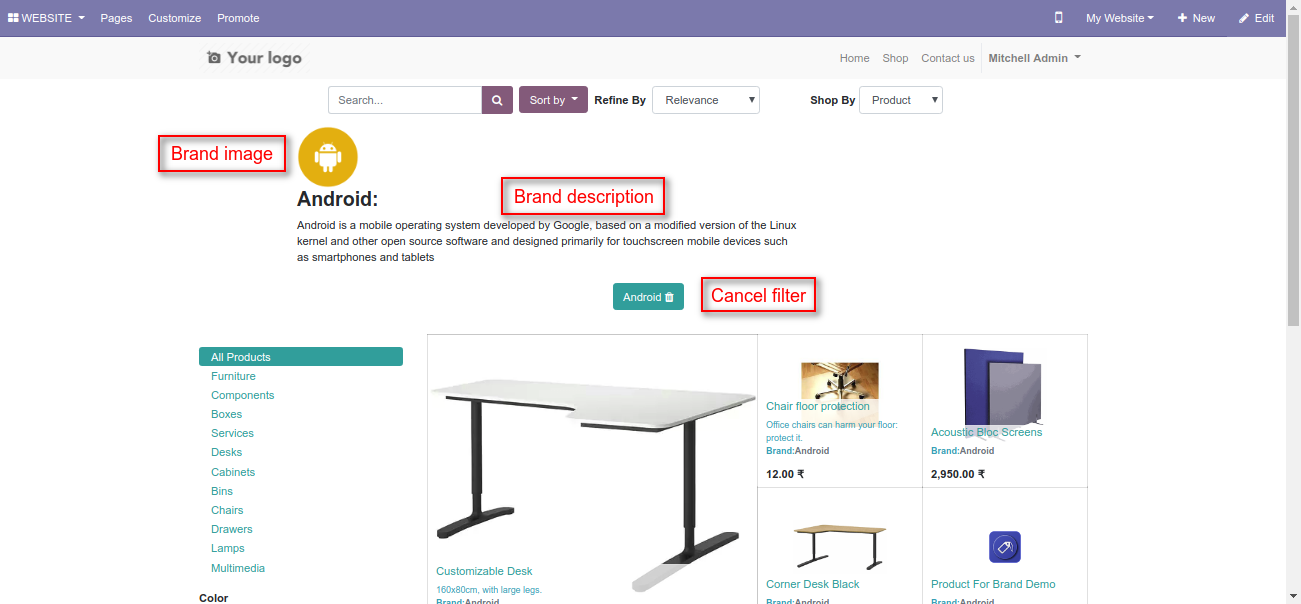 WEBSITE Pages Customize Promote My Website New Edit
Your logo Home Shop Contact us Mitchell Admin
Search... Sort by Refine By Relevance Shop By Product
Brand image
Android:
Brand description
Android is a mobile operating system developed by Google, based on a modified version of the Linux
kernel and other open source software and designed primarily for touchscreen mobile devices such
as smartphones and tablets
Android Cancel filter
All Products
Furniture
Components
Boxes
Services
Desks
Cabinets
Bins
Chairs
Drawers
Lamps
Multimedia
Color
Customizable Desk
160x80cm, with large legs.
Brand:Android
Chair floor protection
Office chairs can harm your floor:
protect it.
Brand:Android
12.00 ₹
Acoustic Bloc Screens
Brand:Android
2,950.00 ₹
Corner Desk Black
Brand:Android
Product For Brand Demo
Brand:Android